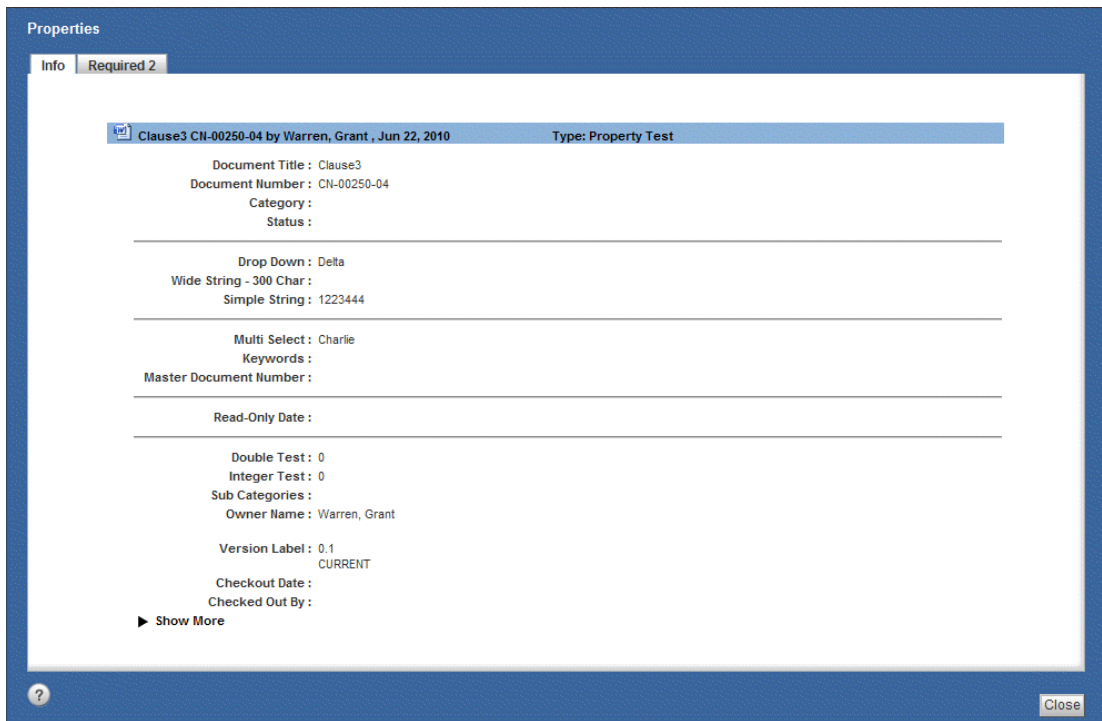 Properties
Info Required 2
Clause3 CN-00250-04 by Warren, Grant , Jun 22, 2010 Type: Property Test
Document Title : Clause3
Document Number : CN-00250-04
Category :
Status :
Drop Down : Delta
Wide String - 300 Char :
Simple String : 1223444
Multi Select : Charlie
Keywords :
Master Document Number :
Read-Only Date :
Double Test : 0
Integer Test : 0
Sub Categories :
Owner Name : Warren, Grant
Version Label : 0.1
CURRENT
Checkout Date :
Checked Out By :
Show More
?
Close